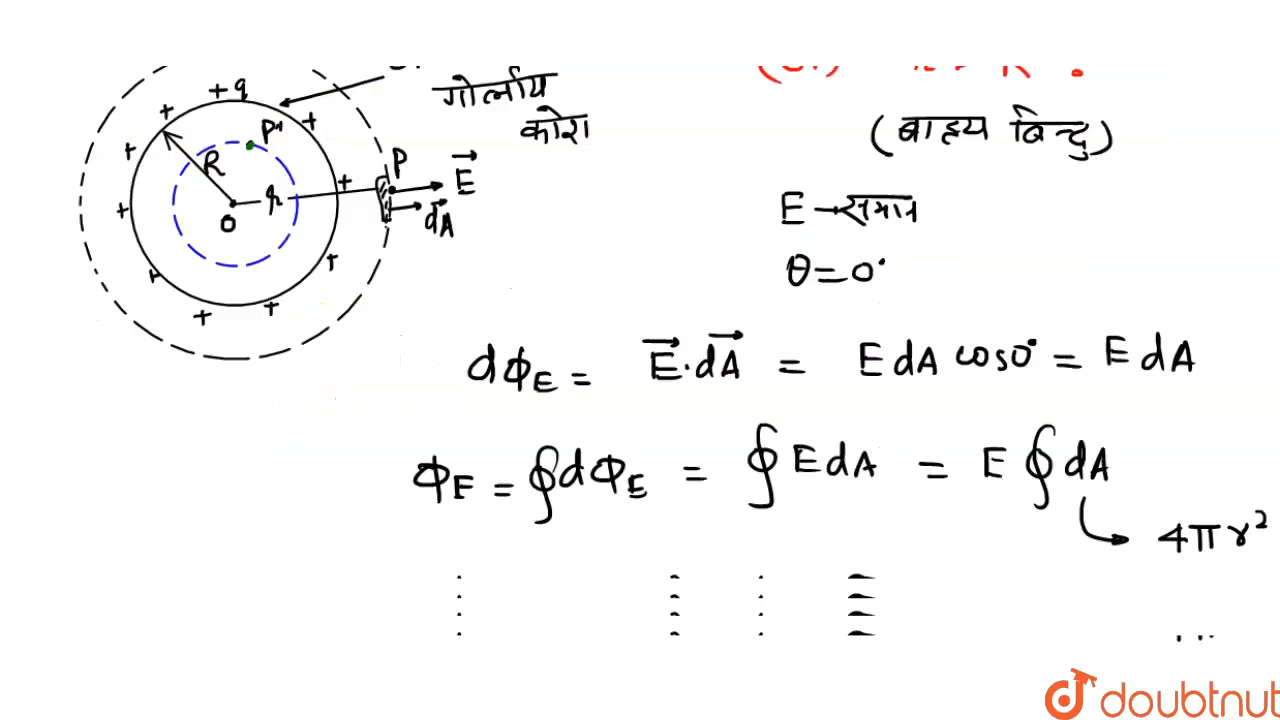 +q
गोलीय
कोश
(बाह्य बिन्दु)
P'
R
P
E
r
O
dA
E → समान
θ = 0°
dϕE = E⃗·dA⃗ = E dA cos0° = E dA
ϕE = ∮dϕE = ∮E dA = E ∮dA
4πr²
doubtnut